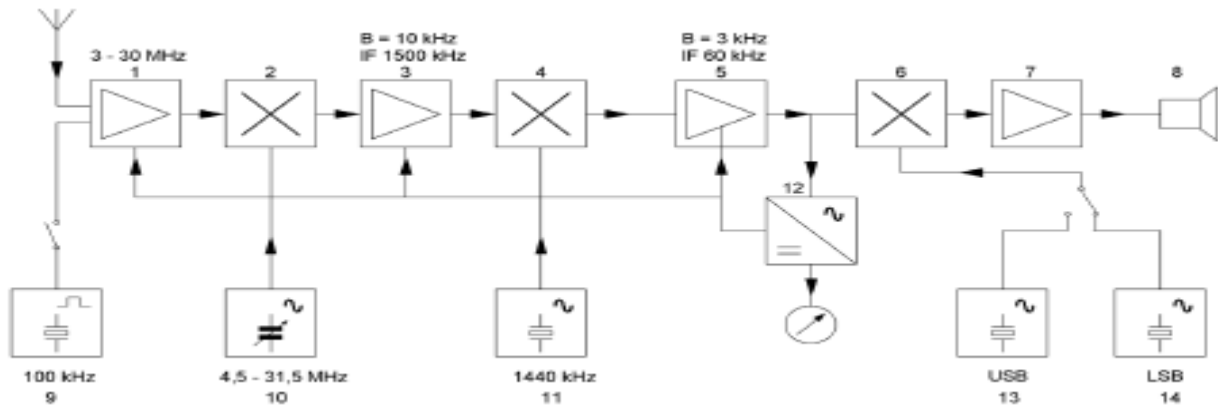 3 - 30 MHz
1
2
B = 10 kHz
IF 1500 kHz
3
4
B = 3 kHz
IF 60 kHz
5
6
7
8
12
100 kHz
9
4,5 - 31,5 MHz
10
1440 kHz
11
USB
13
LSB
14